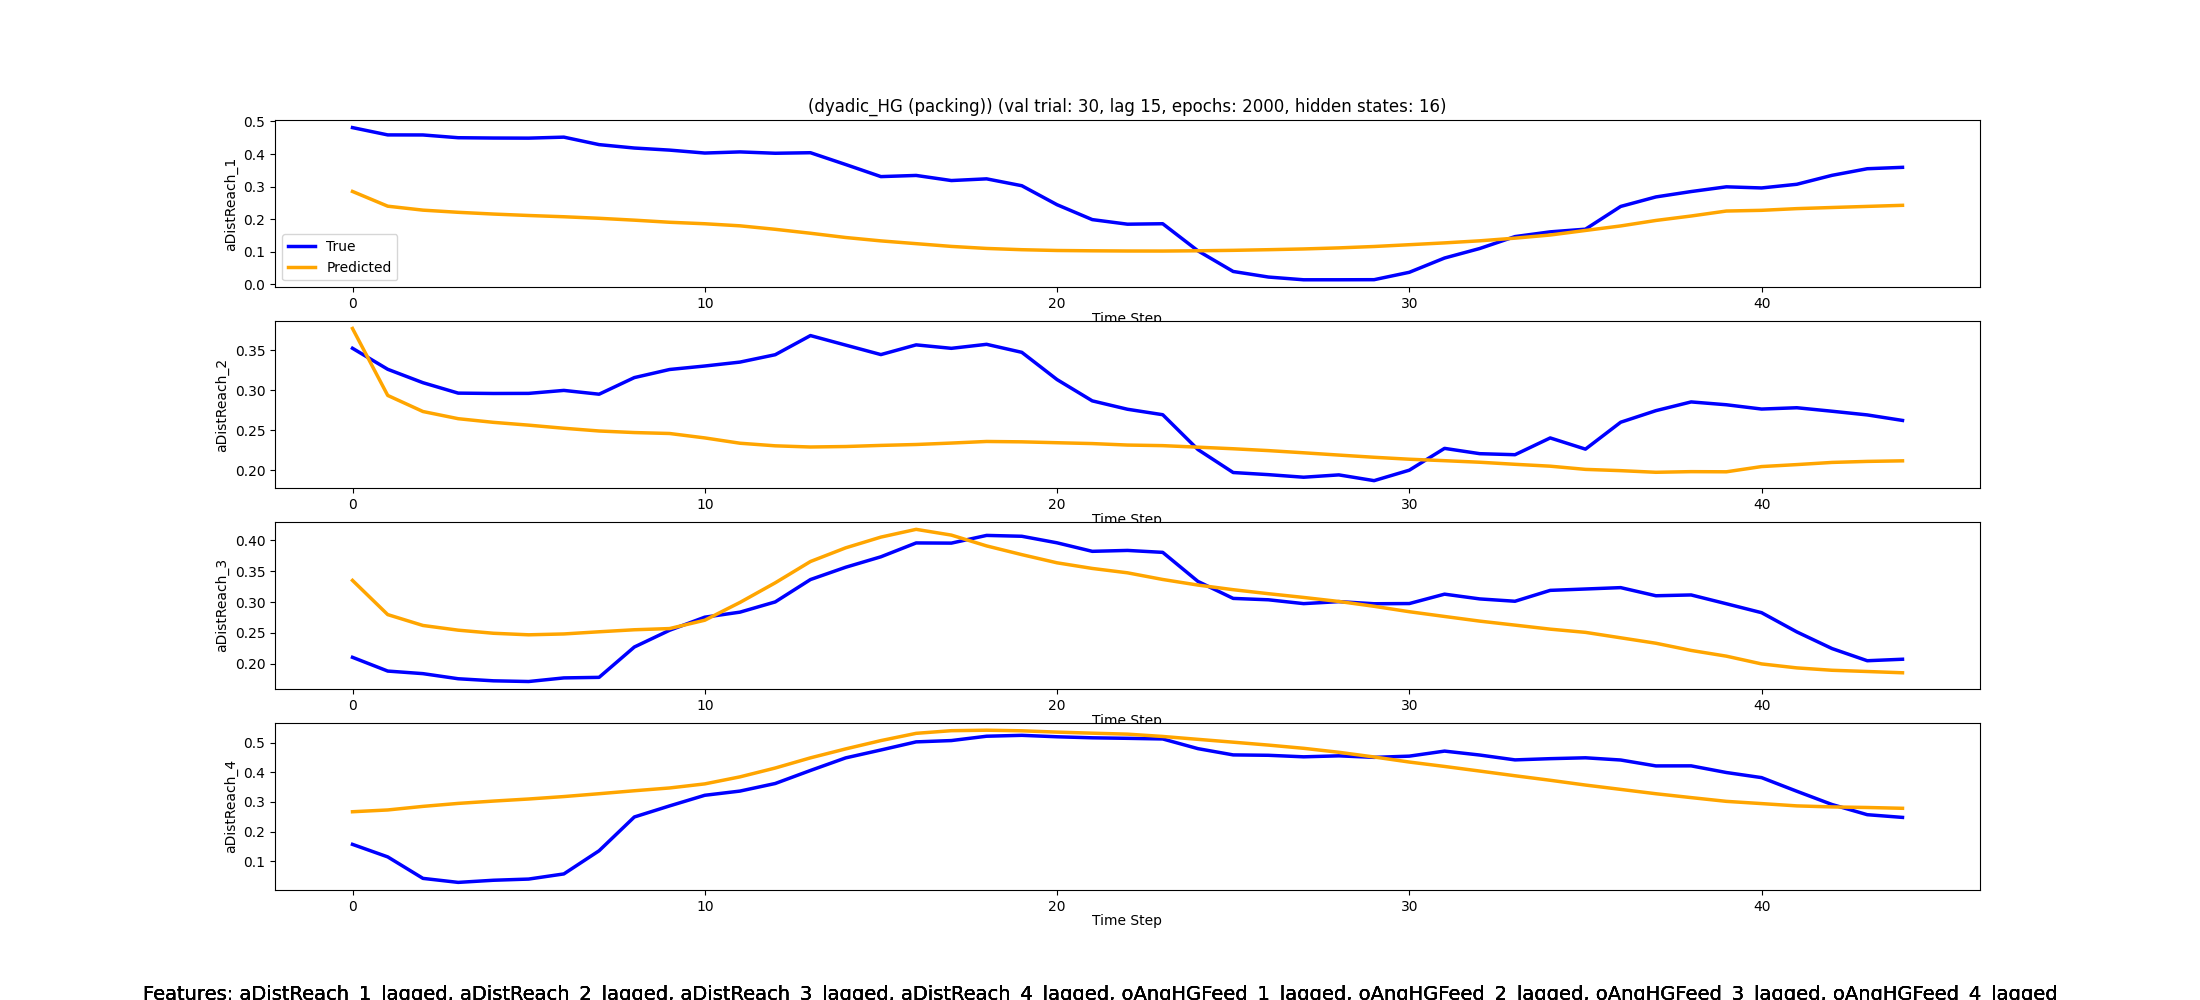 (dyadic_HG (packing)) (val trial: 30, lag 15, epochs: 2000, hidden states: 16)
aDistReach_1
0.5
0.4
0.3
0.2
0.1
0.0
True
Predicted
0 10 20 30 40
Time Step
aDistReach_2
0.35
0.30
0.25
0.20
0 10 20 30 40
Time Step
aDistReach_3
0.40
0.35
0.30
0.25
0.20
0 10 20 30 40
Time Step
aDistReach_4
0.5
0.4
0.3
0.2
0.1
0 10 20 30 40
Time Step
Features: aDistReach_1_lagged, aDistReach_2_lagged, aDistReach_3_lagged, aDistReach_4_lagged, oAngHGFeed_1_lagged, oAngHGFeed_2_lagged, oAngHGFeed_3_lagged, oAngHGFeed_4_lagged